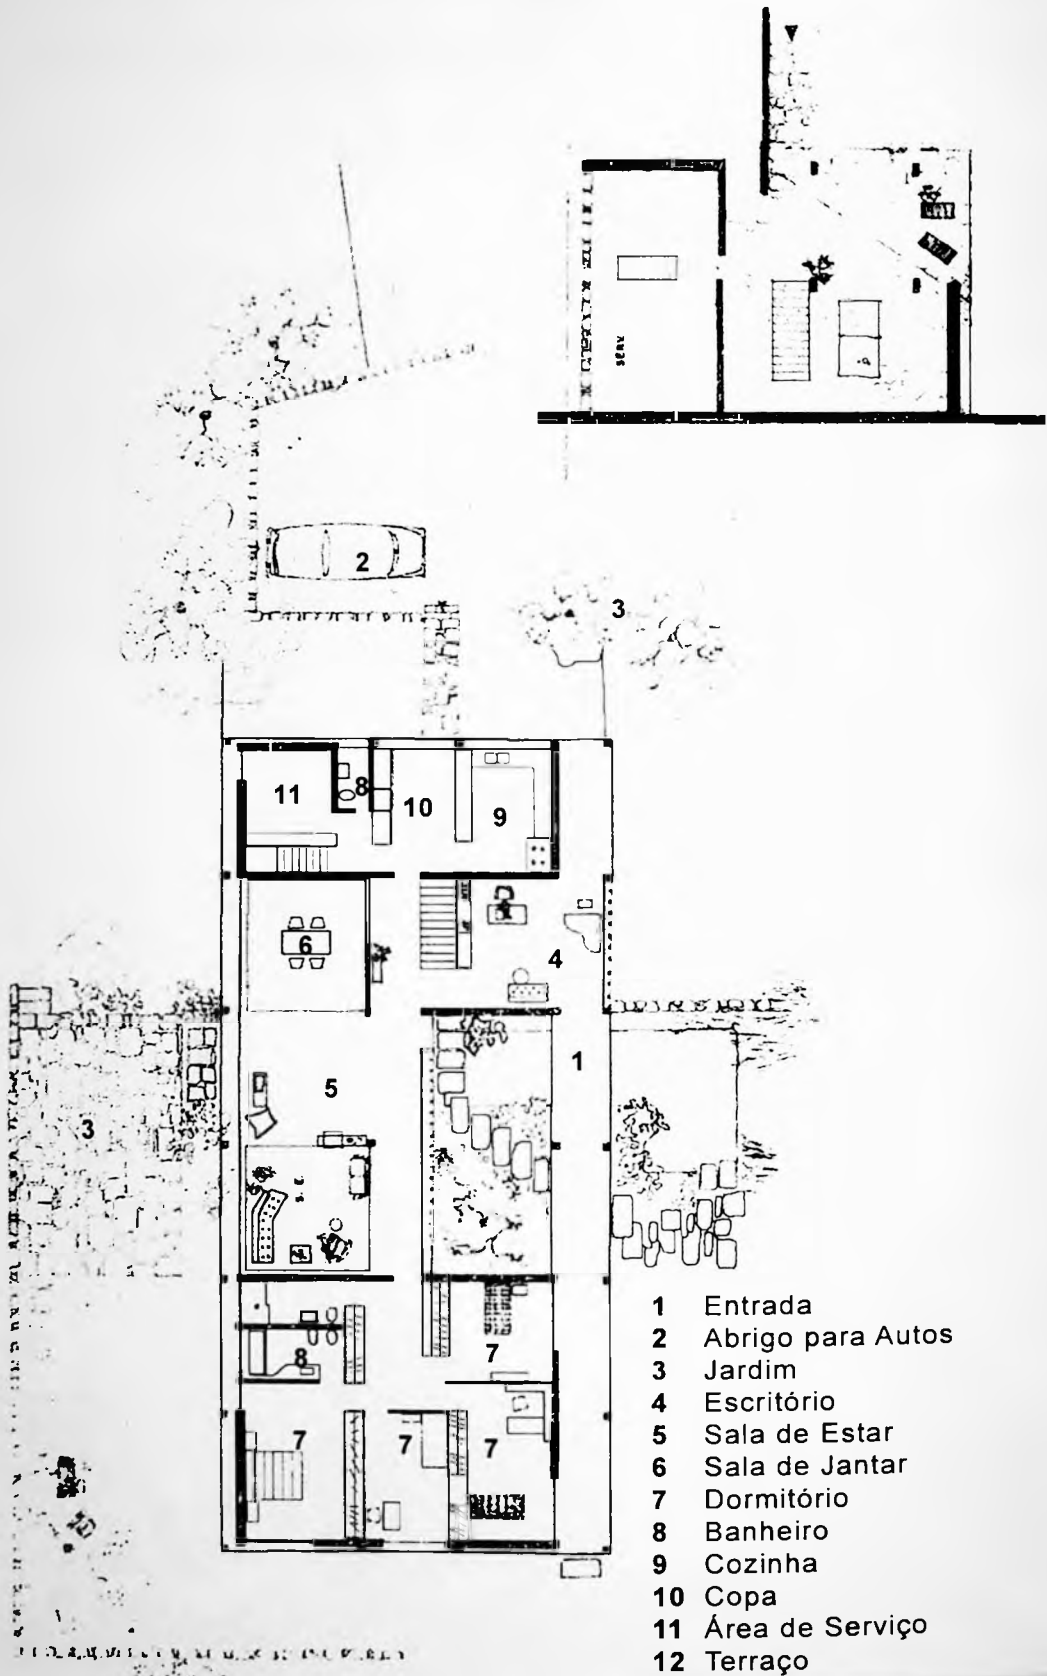 SERV.
2
3
11
8
10
9
6
4
5
1
3
S. E.
8
7
7
7
7
1 Entrada
2 Abrigo para Autos
3 Jardim
4 Escritório
5 Sala de Estar
6 Sala de Jantar
7 Dormitório
8 Banheiro
9 Cozinha
10 Copa
11 Área de Serviço
12 Terraço